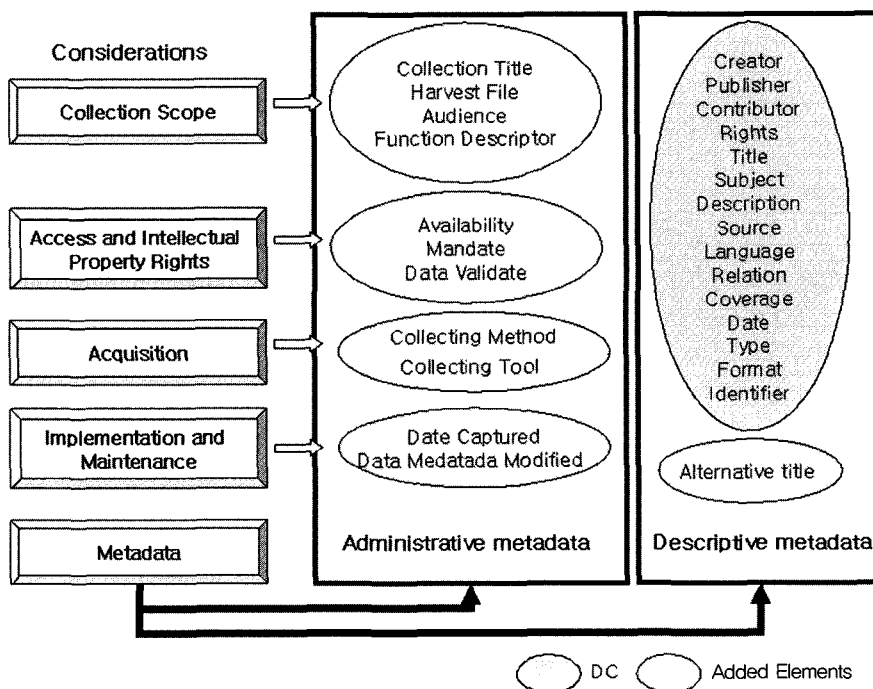 Considerations
Collection Scope
Access and Intellectual
Property Rights
Acquisition
Implementation and
Maintenance
Metadata
Collection Title
Harvest File
Audience
Function Descriptor
Availability
Mandate
Data Validate
Collecting Method
Collecting Tool
Date Captured
Data Medatada Modified
Administrative metadata
Creator
Publisher
Contributor
Rights
Title
Subject
Description
Source
Language
Relation
Coverage
Date
Type
Format
Identifier
Alternative title
Descriptive metadata
DC
Added Elements